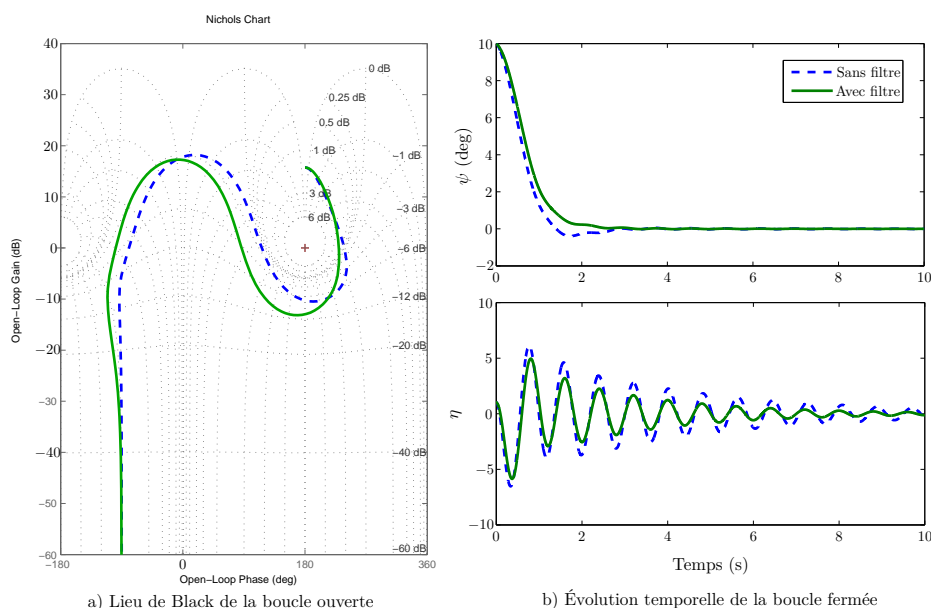 Nichols Chart
40
30
20
10
0
−10
−20
−30
−40
−50
−60
−180
0
180
360
Open−Loop Gain (dB)
Open−Loop Phase (deg)
0 dB
0.25 dB
0.5 dB
1 dB
3 dB
6 dB
−1 dB
−3 dB
−6 dB
−12 dB
−20 dB
−40 dB
−60 dB
a) Lieu de Black de la boucle ouverte
10
8
6
4
2
0
−2
ψ (deg)
0
2
4
6
8
10
Sans filtre
Avec filtre
10
5
0
−5
−10
η
0
2
4
6
8
10
Temps (s)
b) Évolution temporelle de la boucle fermée